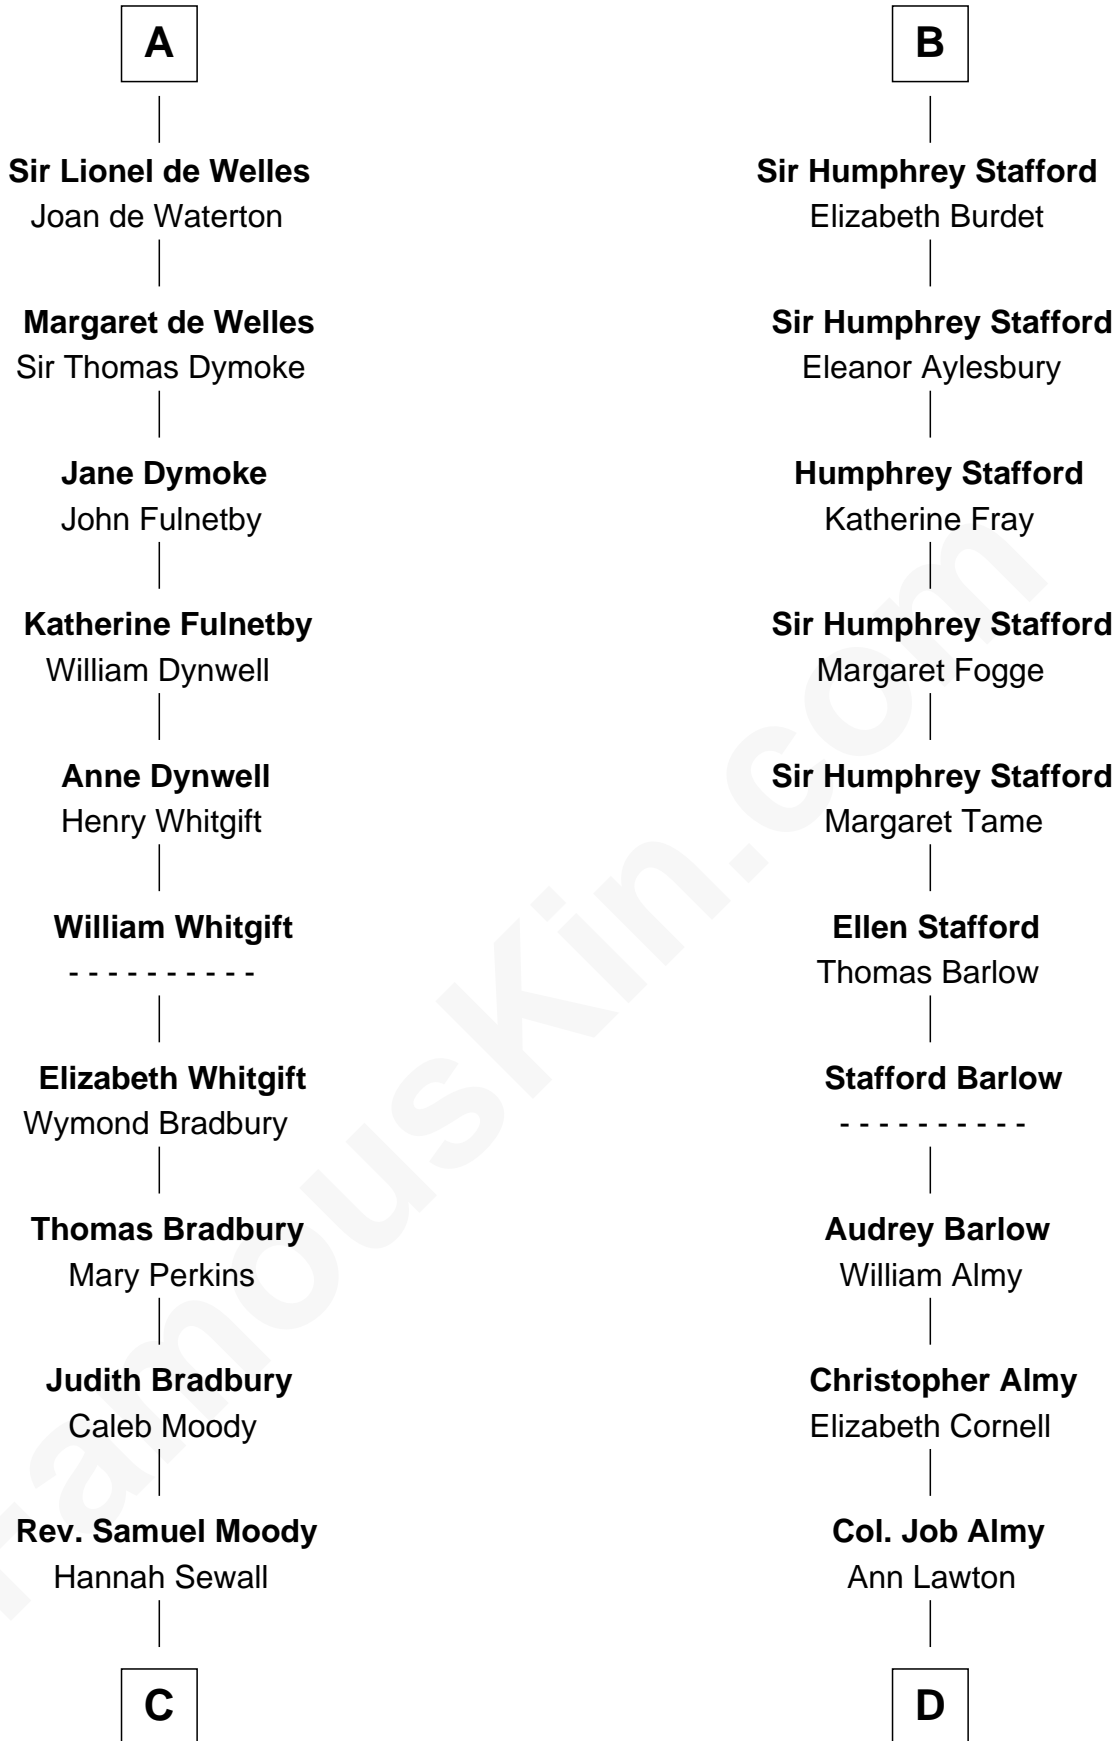 A
Sir Lionel de Welles
Joan de Waterton
Margaret de Welles
Sir Thomas Dymoke
Jane Dymoke
John Fulnetby
Katherine Fulnetby
William Dynwell
Anne Dynwell
Henry Whitgift
William Whitgift
- - - - - - - - - -
Elizabeth Whitgift
Wymond Bradbury
Thomas Bradbury
Mary Perkins
Judith Bradbury
Caleb Moody
Rev. Samuel Moody
Hannah Sewall
C
B
Sir Humphrey Stafford
Elizabeth Burdet
Sir Humphrey Stafford
Eleanor Aylesbury
Humphrey Stafford
Katherine Fray
Sir Humphrey Stafford
Margaret Fogge
Sir Humphrey Stafford
Margaret Tame
Ellen Stafford
Thomas Barlow
Stafford Barlow
- - - - - - - - - -
Audrey Barlow
William Almy
Christopher Almy
Elizabeth Cornell
Col. Job Almy
Ann Lawton
D
FamousKin.com